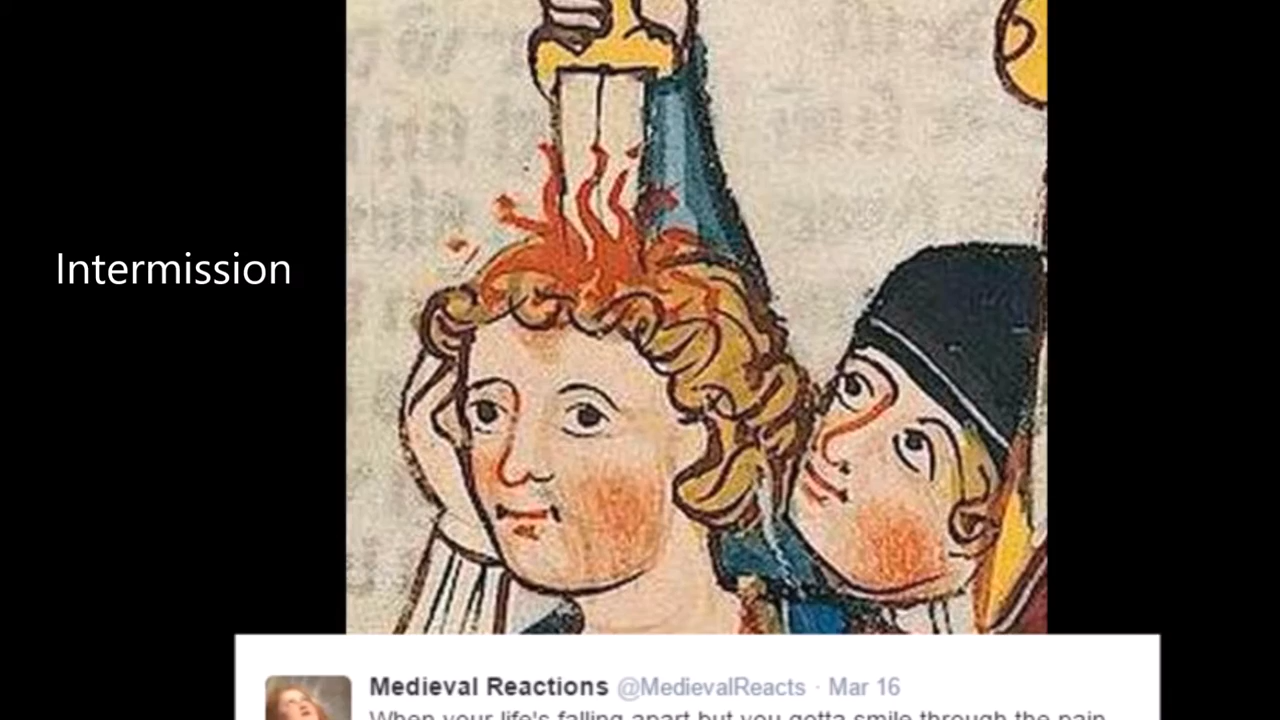 Intermission
Medieval Reactions @MedievalReacts · Mar 16
When your life's falling apart but you gotta smile through the pain